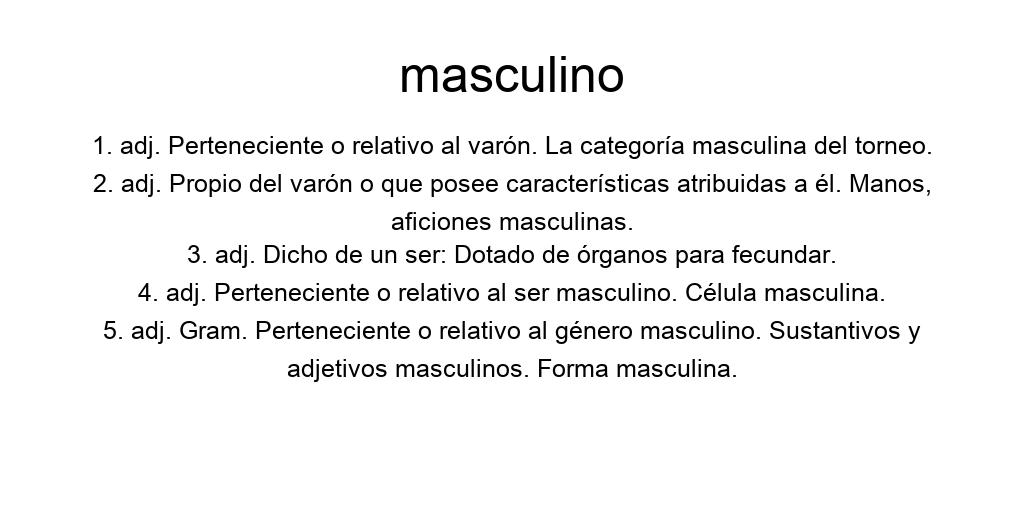 masculino
1. adj. Perteneciente o relativo al varón. La categoría masculina del torneo.
2. adj. Propio del varón o que posee características atribuidas a él. Manos,
aficiones masculinas.
3. adj. Dicho de un ser: Dotado de órganos para fecundar.
4. adj. Perteneciente o relativo al ser masculino. Célula masculina.
5. adj. Gram. Perteneciente o relativo al género masculino. Sustantivos y
adjetivos masculinos. Forma masculina.